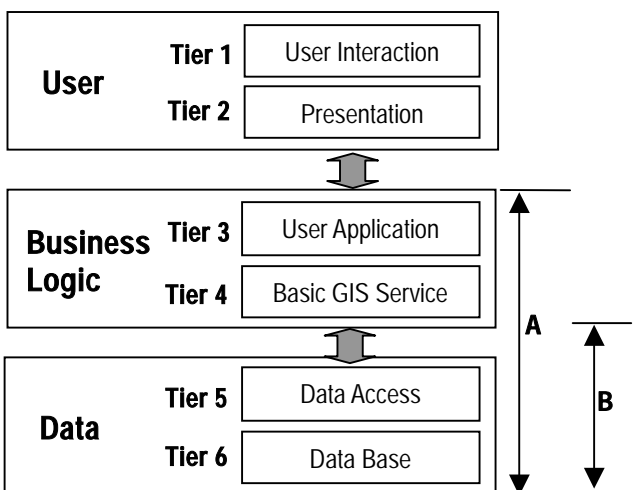 User
Tier 1 User Interaction
Tier 2 Presentation
Business Logic
Tier 3 User Application
Tier 4 Basic GIS Service
A
Data
Tier 5 Data Access
Tier 6 Data Base
B